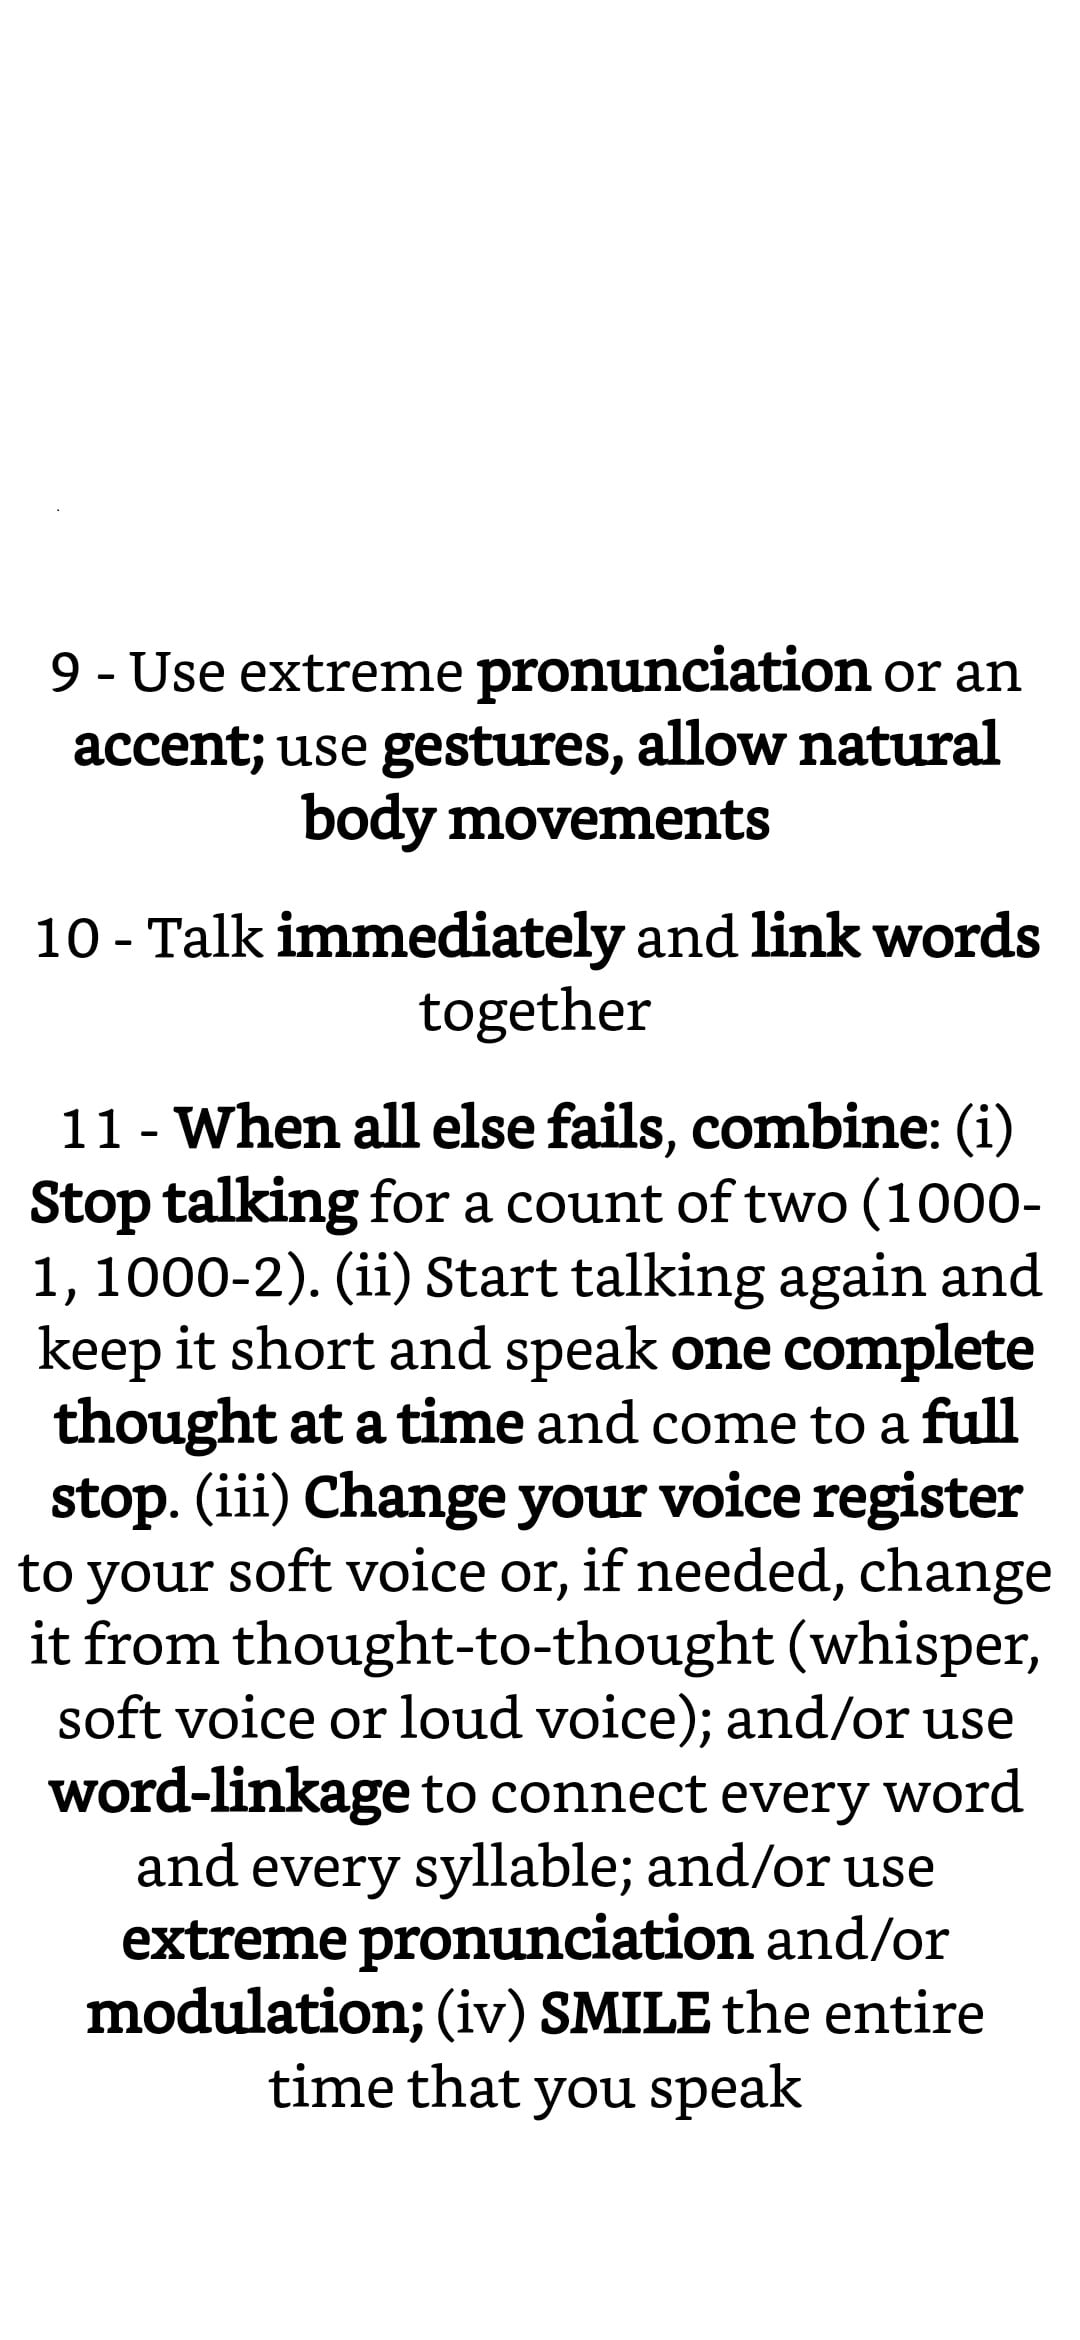 9 - Use extreme pronunciation or an
accent; use gestures, allow natural
body movements
10 - Talk immediately and link words
together
11 - When all else fails, combine: (i)
Stop talking for a count of two (1000-
1, 1000-2). (ii) Start talking again and
keep it short and speak one complete
thought at a time and come to a full
stop. (iii) Change your voice register
to your soft voice or, if needed, change
it from thought-to-thought (whisper,
soft voice or loud voice); and/or use
word-linkage to connect every word
and every syllable; and/or use
extreme pronunciation and/or
modulation; (iv) SMILE the entire
time that you speak